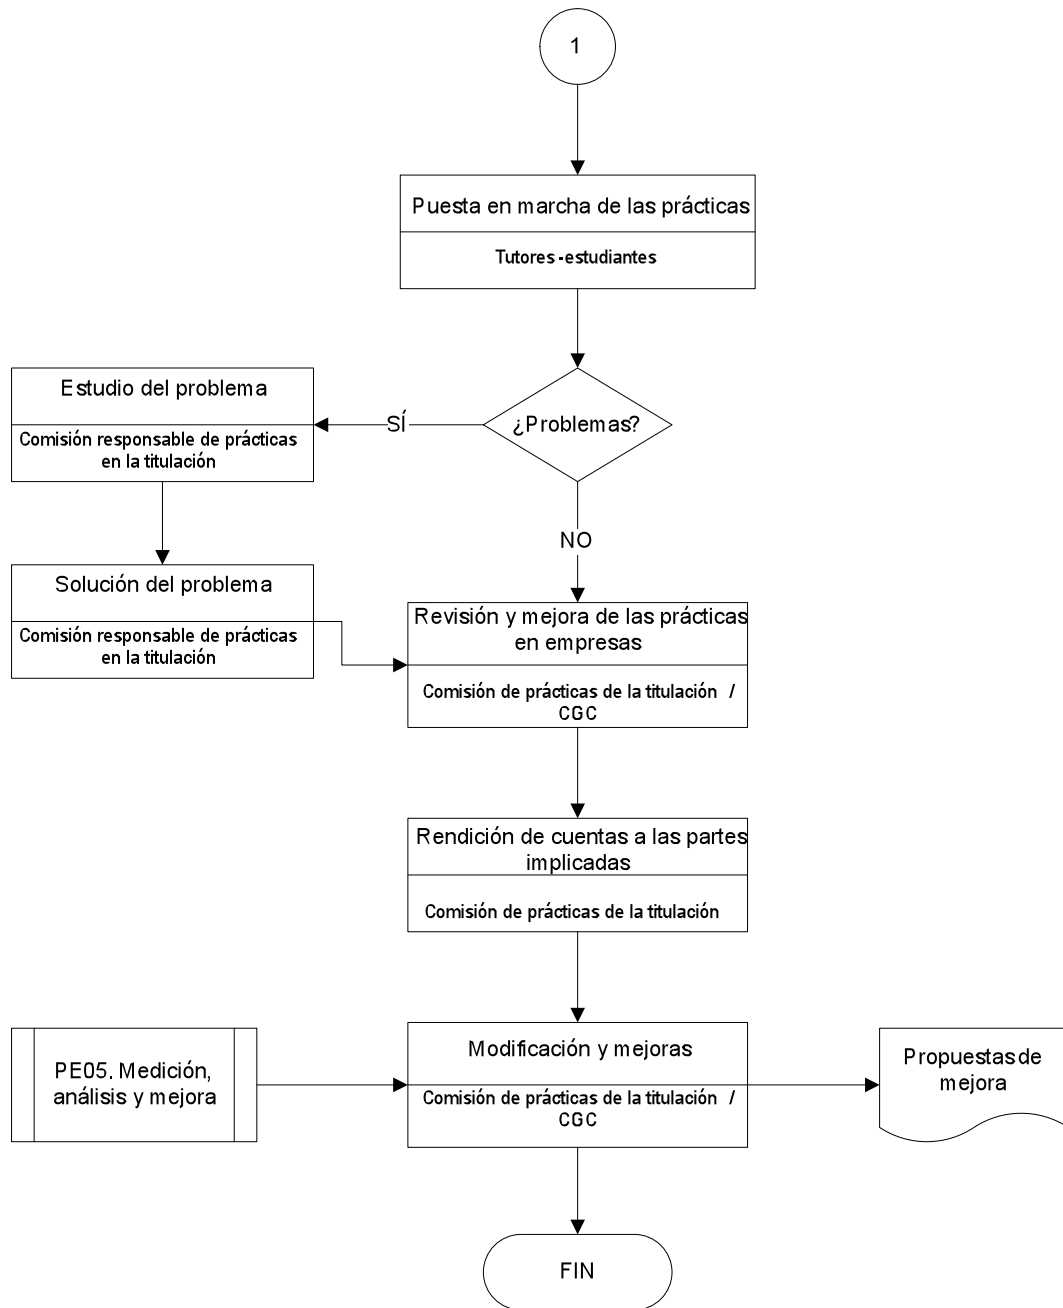 1
Puesta en marcha de las prácticas
Tutores-estudiantes
¿Problemas?
SÍ
Estudio del problema
Comisión responsable de prácticas
en la titulación
NO
Solución del problema
Comisión responsable de prácticas
en la titulación
Revisión y mejora de las prácticas
en empresas
Comisión de prácticas de la titulación /
CGC
Rendición de cuentas a las partes
implicadas
Comisión de prácticas de la titulación
PE05. Medición,
análisis y mejora
Modificación y mejoras
Comisión de prácticas de la titulación /
CGC
Propuestas de
mejora
FIN